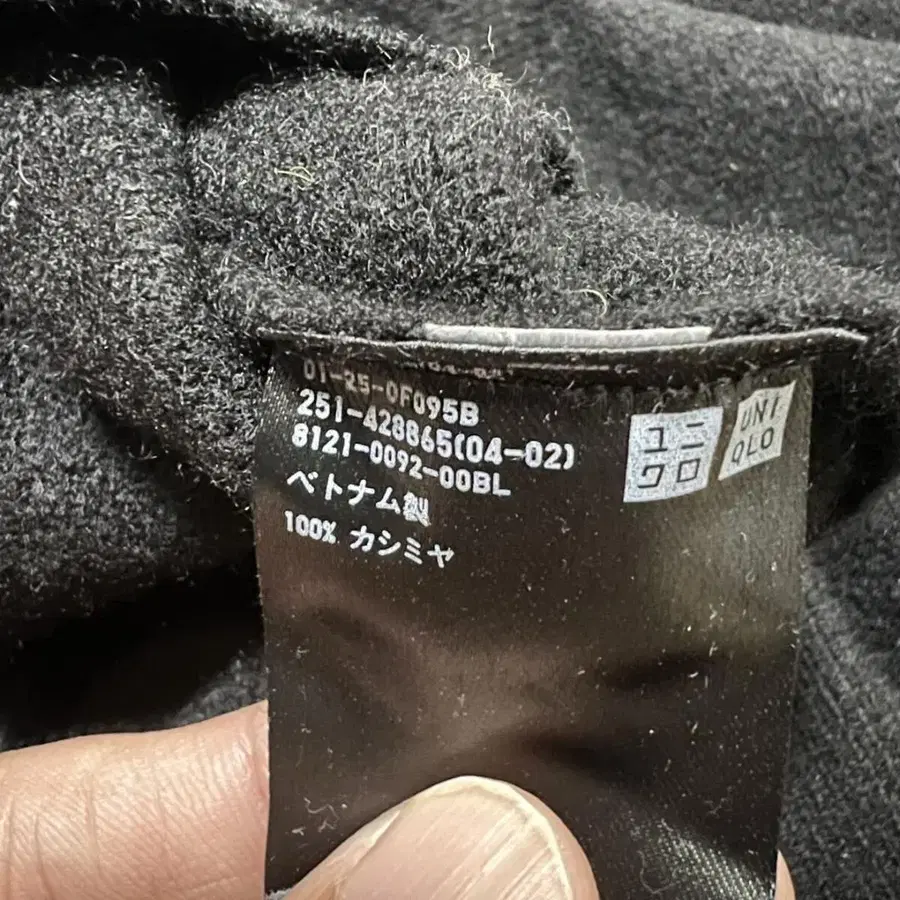 01-25-0F095B
251-428865(04-02)
8121-0092-00BL
ベトナム製
100% カシミヤ
ユニ
クロ
UNI
QLO